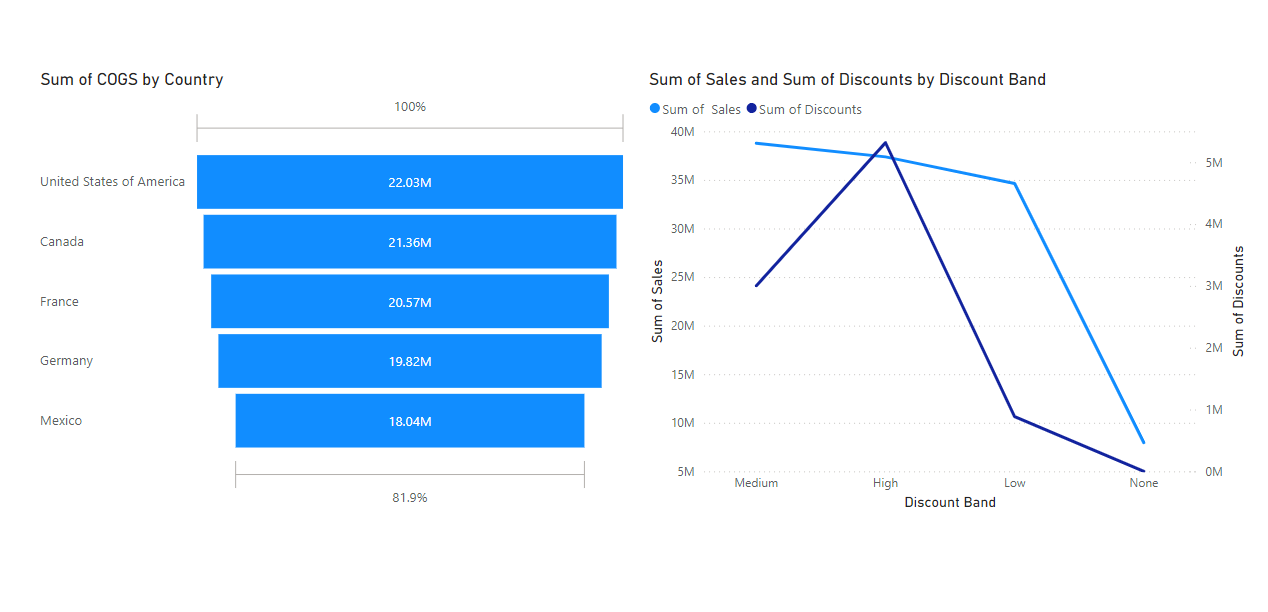 Sum of COGS by Country
100%
United States of America 22.03M
Canada 21.36M
France 20.57M
Germany 19.82M
Mexico 18.04M
81.9%
Sum of Sales and Sum of Discounts by Discount Band
Sum of Sales Sum of Discounts
Sum of Sales
40M
35M
30M
25M
20M
15M
10M
5M
5M
4M
3M
2M
1M
0M
Sum of Discounts
Medium High Low None
Discount Band